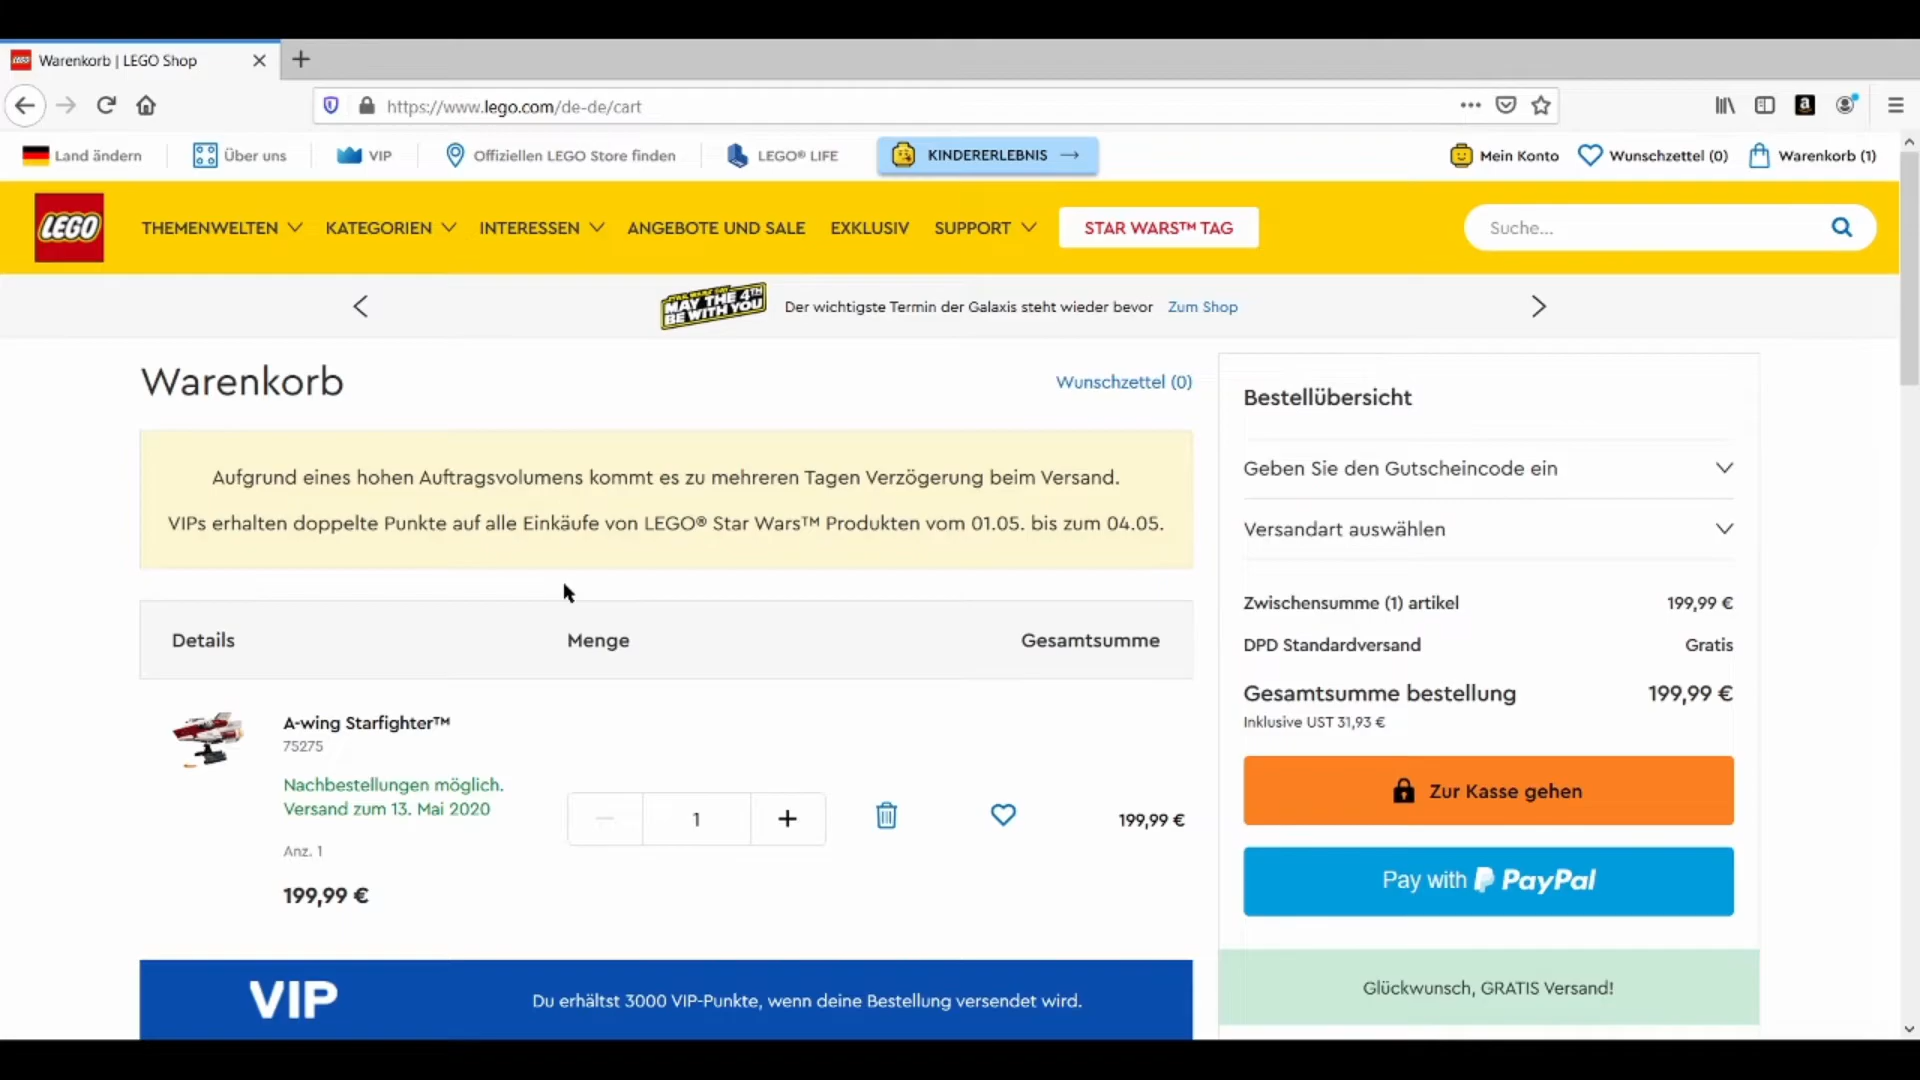 Warenkorb | LEGO Shop
https://www.lego.com/de-de/cart
Land ändern
Über uns
VIP
Offiziellen LEGO Store finden
LEGO® LIFE
KINDERERLEBNIS →
Mein Konto
Wunschzettel (0)
Warenkorb (1)
LEGO
THEMENWELTEN
KATEGORIEN
INTERESSEN
ANGEBOTE UND SALE
EXKLUSIV
SUPPORT
STAR WARS™ TAG
Suche...
MAY THE 4TH
BE WITH YOU
Der wichtigste Termin der Galaxis steht wieder bevor Zum Shop
Warenkorb
Wunschzettel (0)
Aufgrund eines hohen Auftragsvolumens kommt es zu mehreren Tagen Verzögerung beim Versand.
VIPs erhalten doppelte Punkte auf alle Einkäufe von LEGO® Star Wars™ Produkten vom 01.05. bis zum 04.05.
Details Menge Gesamtsumme
A-wing Starfighter™
75275
Nachbestellungen möglich.
Versand zum 13. Mai 2020
Anz. 1
199,99 €
1
199,99 €
VIP
Du erhältst 3000 VIP-Punkte, wenn deine Bestellung versendet wird.
Bestellübersicht
Geben Sie den Gutscheincode ein
Versandart auswählen
Zwischensumme (1) artikel 199,99 €
DPD Standardversand Gratis
Gesamtsumme bestellung 199,99 €
Inklusive UST 31,93 €
Zur Kasse gehen
Pay with PayPal
Glückwunsch, GRATIS Versand!